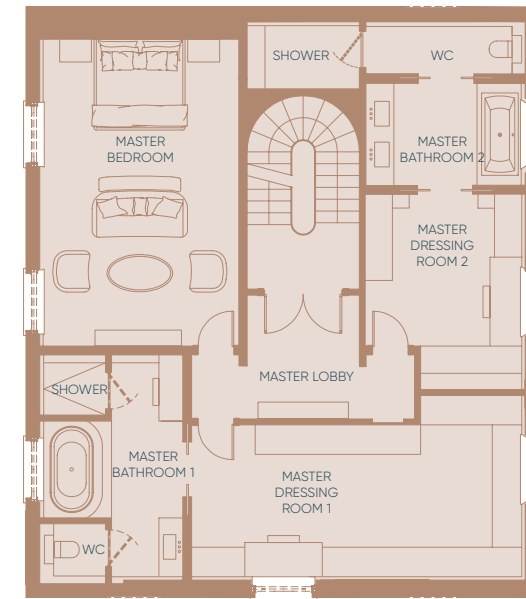 SHOWER
WC
MASTER
BEDROOM
MASTER
BATHROOM 2
MASTER
DRESSING
ROOM 2
MASTER LOBBY
SHOWER
MASTER
BATHROOM 1
MASTER
DRESSING
ROOM 1
WC